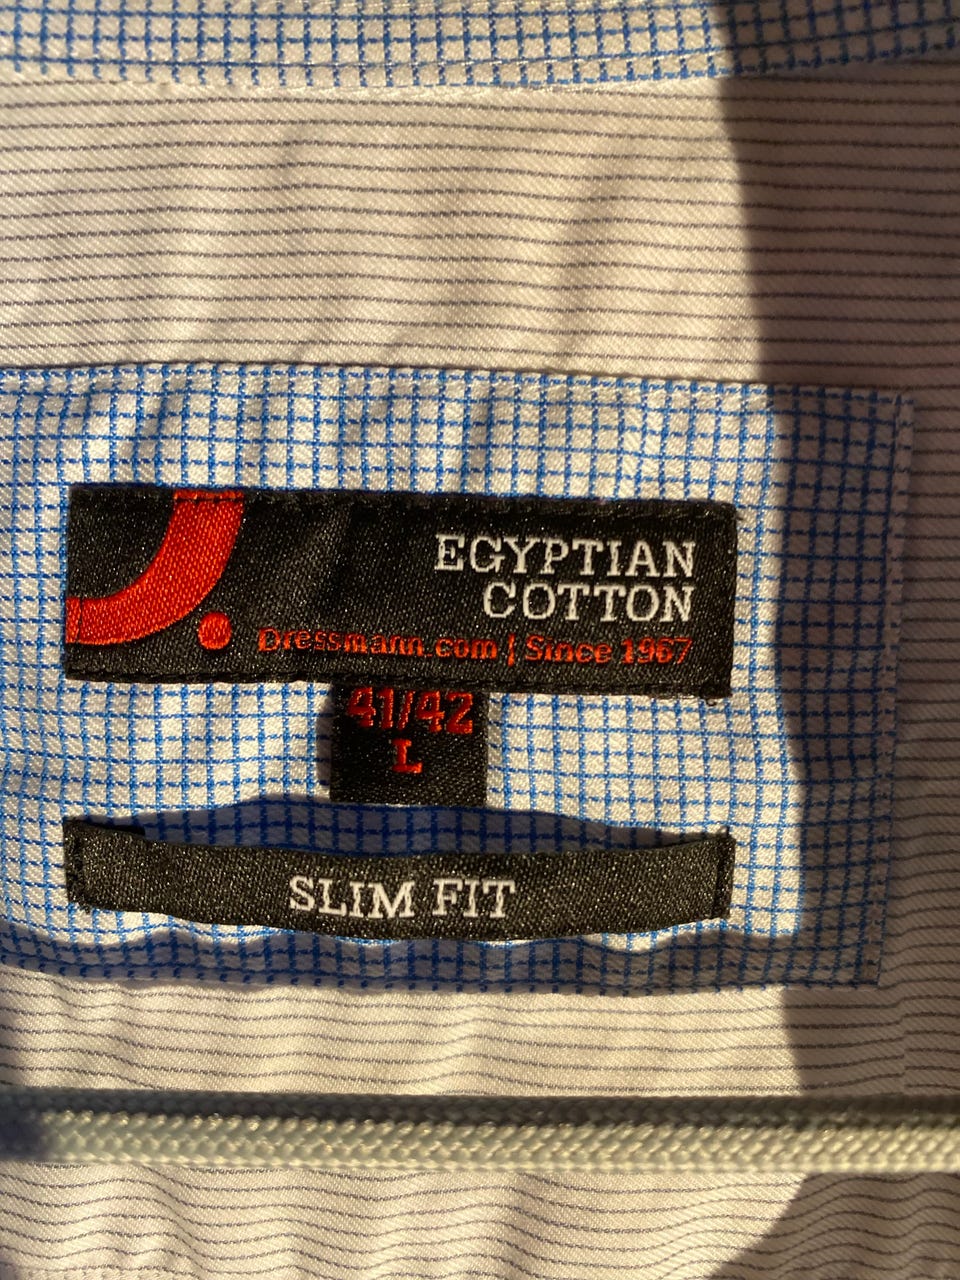 EGYPTIAN
COTTON
Dressmann.com | Since 1967
41/42
L
SLIM FIT